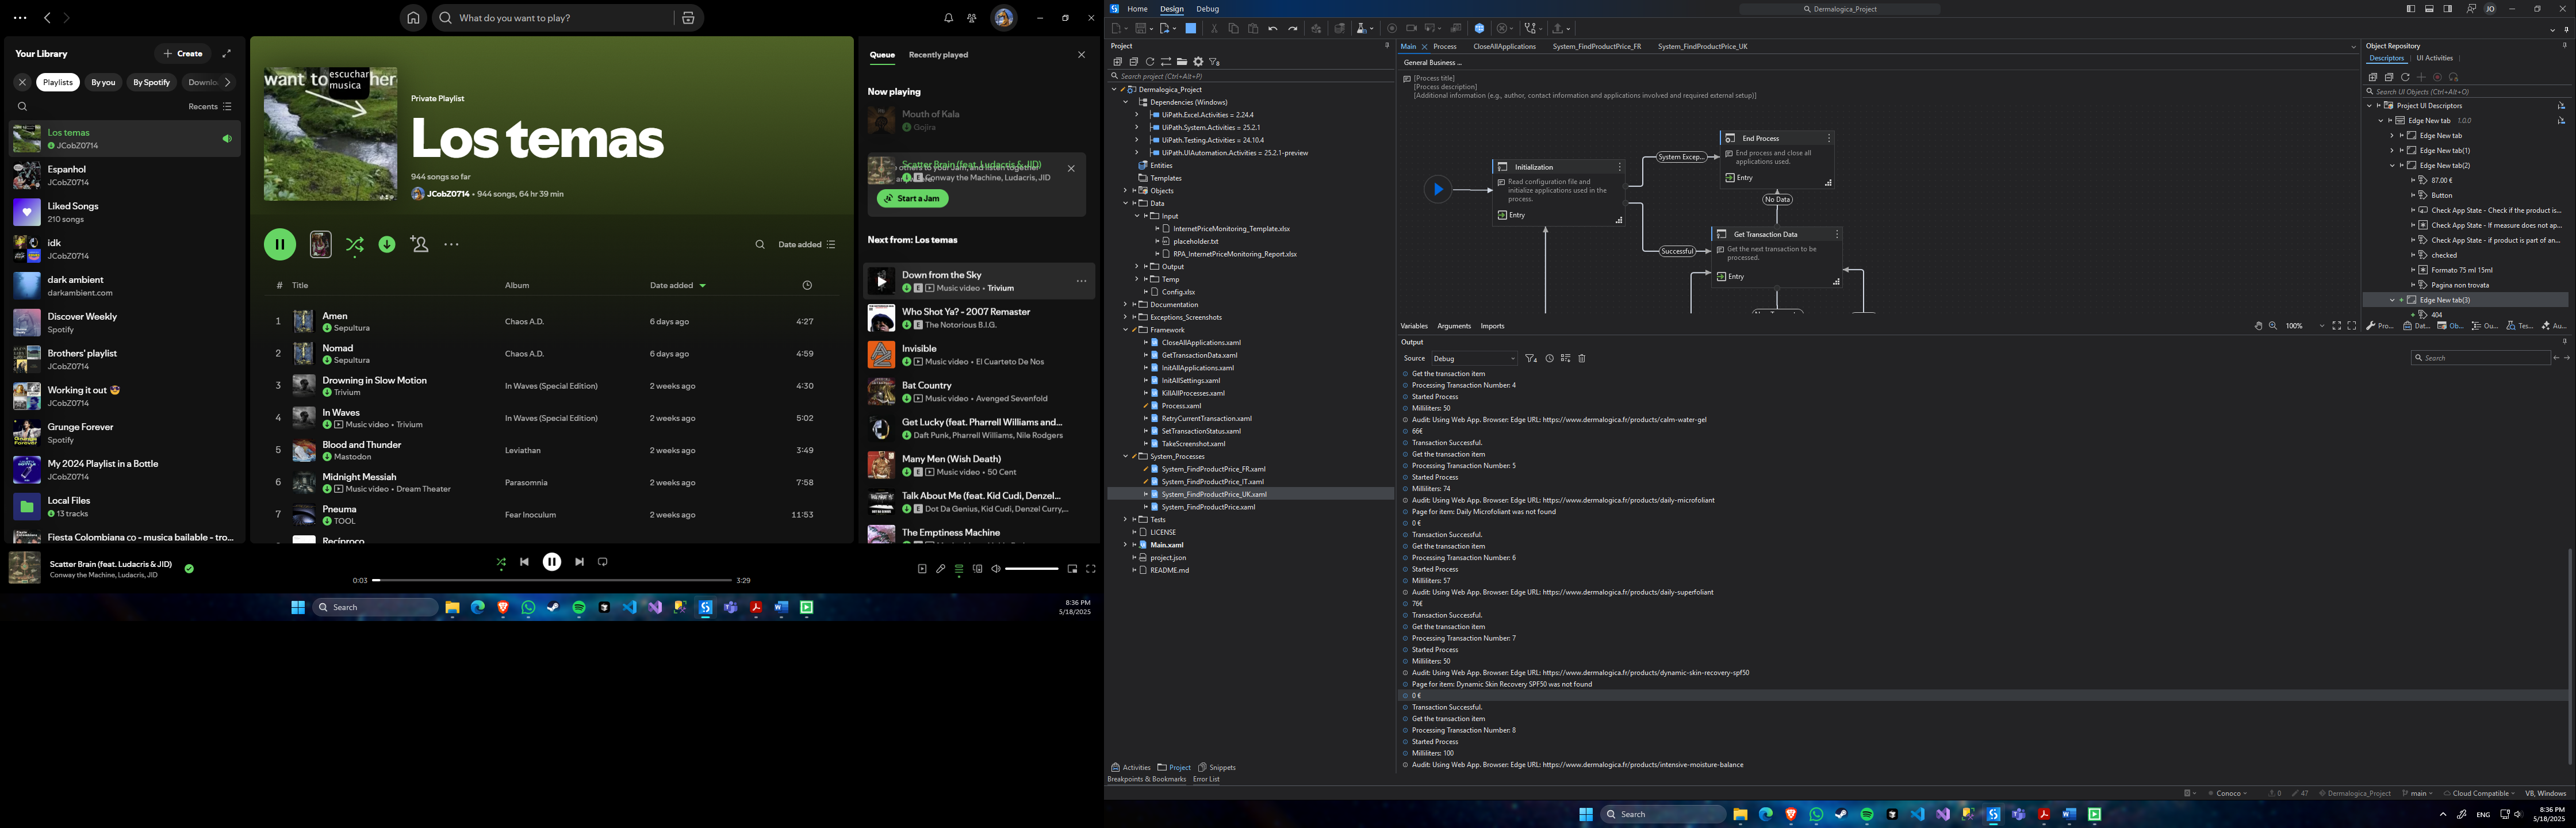 What do you want to play?
Your Library
Create
Playlists
By you
By Spotify
Downlo
Recents
Los temas
JCobZ0714
Espanhol
JCobZ0714
Liked Songs
210 songs
idk
JCobZ0714
dark ambient
darkambient.com
Discover Weekly
Spotify
Brothers' playlist
JCobZ0714
Working it out 😎
JCobZ0714
Grunge Forever
Spotify
My 2024 Playlist in a Bottle
JCobZ0714
Local Files
13 tracks
Fiesta Colombiana co - musica bailable - tro...
want to escuchar musica her
Private Playlist
Los temas
944 songs so far
JCobZ0714 • 944 songs, 64 hr 39 min
Date added
# Title Album Date added
1 Amen Chaos A.D. 6 days ago 4:27
Sepultura
2 Nomad Chaos A.D. 6 days ago 4:59
Sepultura
3 Drowning in Slow Motion In Waves (Special Edition) 2 weeks ago 4:30
Trivium
4 In Waves In Waves (Special Edition) 2 weeks ago 5:02
Music video • Trivium
5 Blood and Thunder Leviathan 2 weeks ago 3:49
Mastodon
6 Midnight Messiah Parasomnia 2 weeks ago 7:58
Music video • Dream Theater
7 Pneuma Fear Inoculum 2 weeks ago 11:53
TOOL
Recíproco
Queue Recently played
Now playing
Mouth of Kala
Gojira
Scatter Brain (feat. Ludacris & JID)
others to your Jam, and listen together
Conway the Machine, Ludacris, JID
Start a Jam
Next from: Los temas
Down from the Sky
E Music video • Trivium
Who Shot Ya? - 2007 Remaster
E The Notorious B.I.G.
Invisible
Music video • El Cuarteto De Nos
Bat Country
Music video • Avenged Sevenfold
Get Lucky (feat. Pharrell Williams and...
Daft Punk, Pharrell Williams, Nile Rodgers
Many Men (Wish Death)
E Music video • 50 Cent
Talk About Me (feat. Kid Cudi, Denzel...
E Dot Da Genius, Kid Cudi, Denzel Curry,...
The Emptiness Machine
Scatter Brain (feat. Ludacris & JID)
Conway the Machine, Ludacris, JID
0:03
3:29
Search
8:36 PM
5/18/2025
Home Design Debug
Dermalogica_Project
JO
Project
Search project (Ctrl+Alt+P)
Dermalogica_Project
Dependencies (Windows)
UiPath.Excel.Activities = 2.24.4
UiPath.System.Activities = 25.2.1
UiPath.Testing.Activities = 24.10.4
UiPath.UIAutomation.Activities = 25.2.1-preview
Entities
Templates
Objects
Data
Input
InternetPriceMonitoring_Template.xlsx
placeholder.txt
RPA_InternetPriceMonitoring_Report.xlsx
Output
Temp
Config.xlsx
Documentation
Exceptions_Screenshots
Framework
CloseAllApplications.xaml
GetTransactionData.xaml
InitAllApplications.xaml
InitAllSettings.xaml
KillAllProcesses.xaml
Process.xaml
RetryCurrentTransaction.xaml
SetTransactionStatus.xaml
TakeScreenshot.xaml
System_Processes
System_FindProductPrice_FR.xaml
System_FindProductPrice_IT.xaml
System_FindProductPrice_UK.xaml
System_FindProductPrice.xaml
Tests
LICENSE
Main.xaml
project.json
README.md
Activities Project Snippets
Breakpoints & Bookmarks Error List
Main Process CloseAllApplications System_FindProductPrice_FR System_FindProductPrice_UK
General Business ...
[Process title]
[Process description]
[Additional information (e.g., author, contact information and applications involved and required external setup)]
Initialization
Read configuration file and
initialize applications used in the
process.
Entry
System Excep...
End Process
End process and close all
applications used.
Entry
No Data
Successful
Get Transaction Data
Get the next transaction to be
processed.
Entry
Variables Arguments Imports
100%
Output
Source Debug
Search
Get the transaction item
Processing Transaction Number: 4
Started Process
Milliliters: 50
Audit: Using Web App. Browser: Edge URL: https://www.dermalogica.fr/products/calm-water-gel
66€
Transaction Successful.
Get the transaction item
Processing Transaction Number: 5
Started Process
Milliliters: 74
Audit: Using Web App. Browser: Edge URL: https://www.dermalogica.fr/products/daily-microfoliant
Page for item: Daily Microfoliant was not found
0 €
Transaction Successful.
Get the transaction item
Processing Transaction Number: 6
Started Process
Milliliters: 57
Audit: Using Web App. Browser: Edge URL: https://www.dermalogica.fr/products/daily-superfoliant
76€
Transaction Successful.
Get the transaction item
Processing Transaction Number: 7
Started Process
Milliliters: 50
Audit: Using Web App. Browser: Edge URL: https://www.dermalogica.fr/products/dynamic-skin-recovery-spf50
Page for item: Dynamic Skin Recovery SPF50 was not found
0 €
Transaction Successful.
Get the transaction item
Processing Transaction Number: 8
Started Process
Milliliters: 100
Audit: Using Web App. Browser: Edge URL: https://www.dermalogica.fr/products/intensive-moisture-balance
Object Repository
Descriptors UI Activities
Search UI Objects (Ctrl+Alt+O)
Project UI Descriptors
Edge New tab 1.0.0
Edge New tab
Edge New tab(1)
Edge New tab(2)
87.00 €
Button
Check App State - Check if the product is...
Check App State - If measure does not ap...
Check App State - if product is part of an...
checked
Formato 75 ml 15ml
Pagina non trovata
Edge New tab(3)
404
Pro... Dat... Ob... Ou... Tes... Au...
Conoco 0 47 Dermalogica_Project main Cloud Compatible VB, Windows
Search
ENG
8:36 PM
5/18/2025